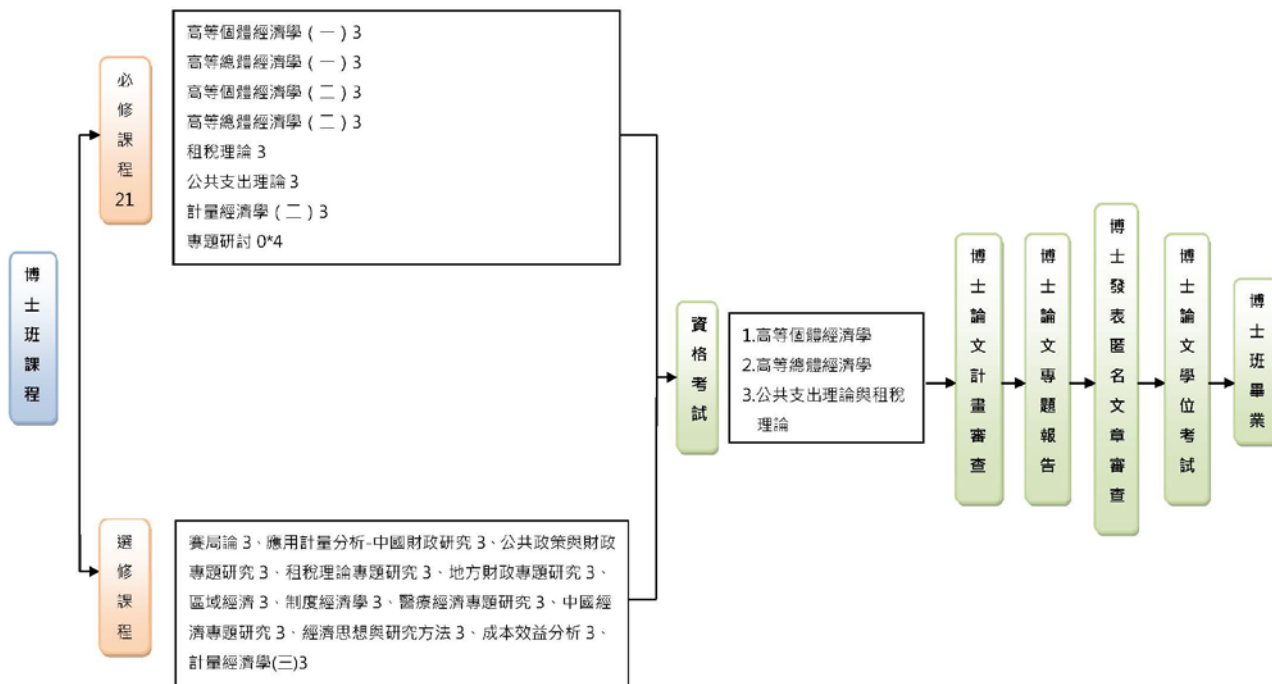 博士班課程
必修課程
21
高等個體經濟學(一)3
高等總體經濟學(一)3
高等個體經濟學(二)3
高等總體經濟學(二)3
租稅理論 3
公共支出理論 3
計量經濟學(二)3
專題研討 0*4
選修課程
賽局論 3、應用計量分析-中國財政研究 3、公共政策與財政
專題研究 3、租稅理論專題研究 3、地方財政專題研究 3、
區域經濟 3、制度經濟學 3、醫療經濟專題研究 3、中國經
濟專題研究 3、經濟思想與研究方法 3、成本效益分析 3、
計量經濟學(三)3
資格考試
1.高等個體經濟學
2.高等總體經濟學
3.公共支出理論與租稅
理論
博士論文計畫審查
博士論文專題報告
博士發表匿名文章審查
博士論文學位考試
博士班畢業